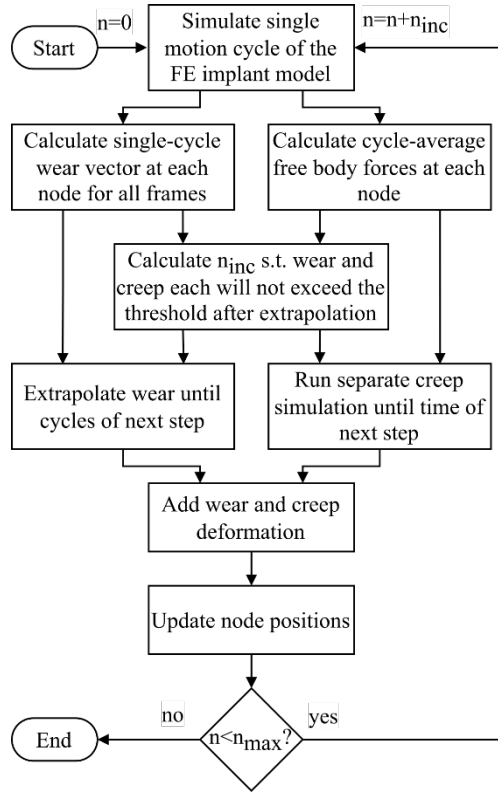 Start
n=0
Simulate single
motion cycle of the
FE implant model
n=n+ninc
Calculate single-cycle
wear vector at each
node for all frames
Calculate cycle-average
free body forces at each
node
Calculate ninc s.t. wear and
creep each will not exceed the
threshold after extrapolation
Extrapolate wear until
cycles of next step
Run separate creep
simulation until time of
next step
Add wear and creep
deformation
Update node positions
no
n<nmax?
yes
End